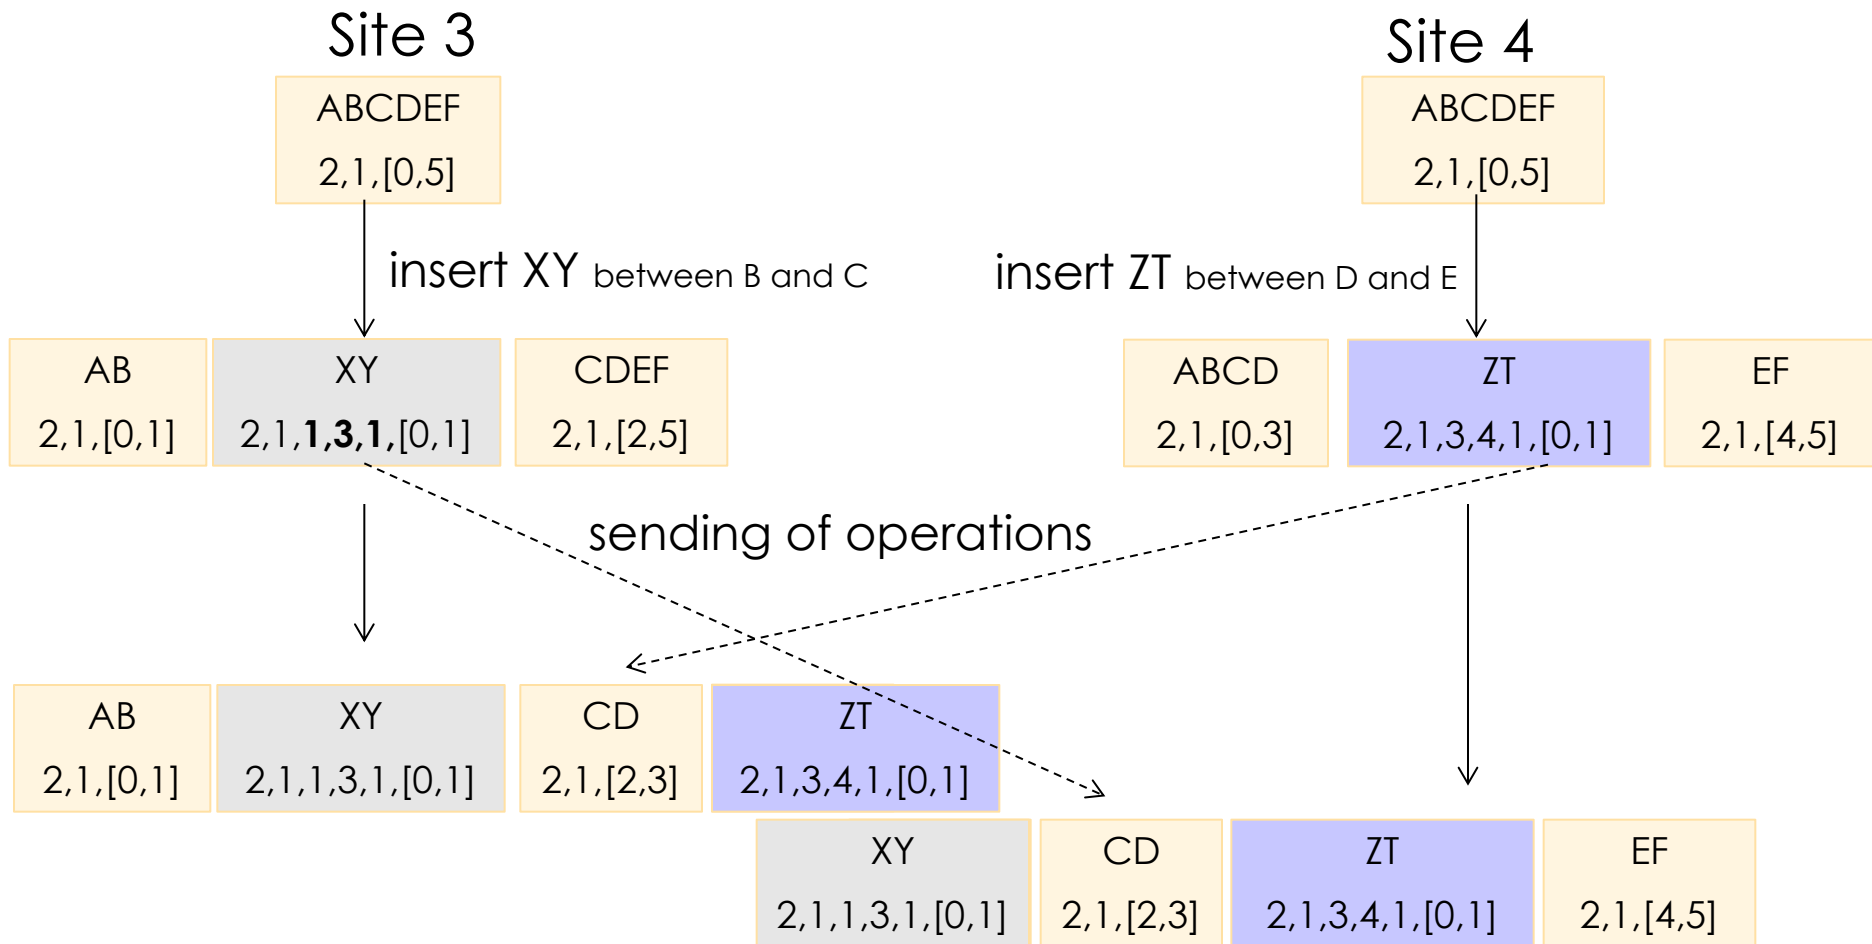 Site 3
Site 4
ABCDEF
2,1,[0,5]
ABCDEF
2,1,[0,5]
insert XY between B and C
insert ZT between D and E
AB
2,1,[0,1]
XY
2,1,1,3,1,[0,1]
CDEF
2,1,[2,5]
ABCD
2,1,[0,3]
ZT
2,1,3,4,1,[0,1]
EF
2,1,[4,5]
sending of operations
AB
2,1,[0,1]
XY
2,1,1,3,1,[0,1]
CD
2,1,[2,3]
ZT
2,1,3,4,1,[0,1]
XY
2,1,1,3,1,[0,1]
CD
2,1,[2,3]
ZT
2,1,3,4,1,[0,1]
EF
2,1,[4,5]